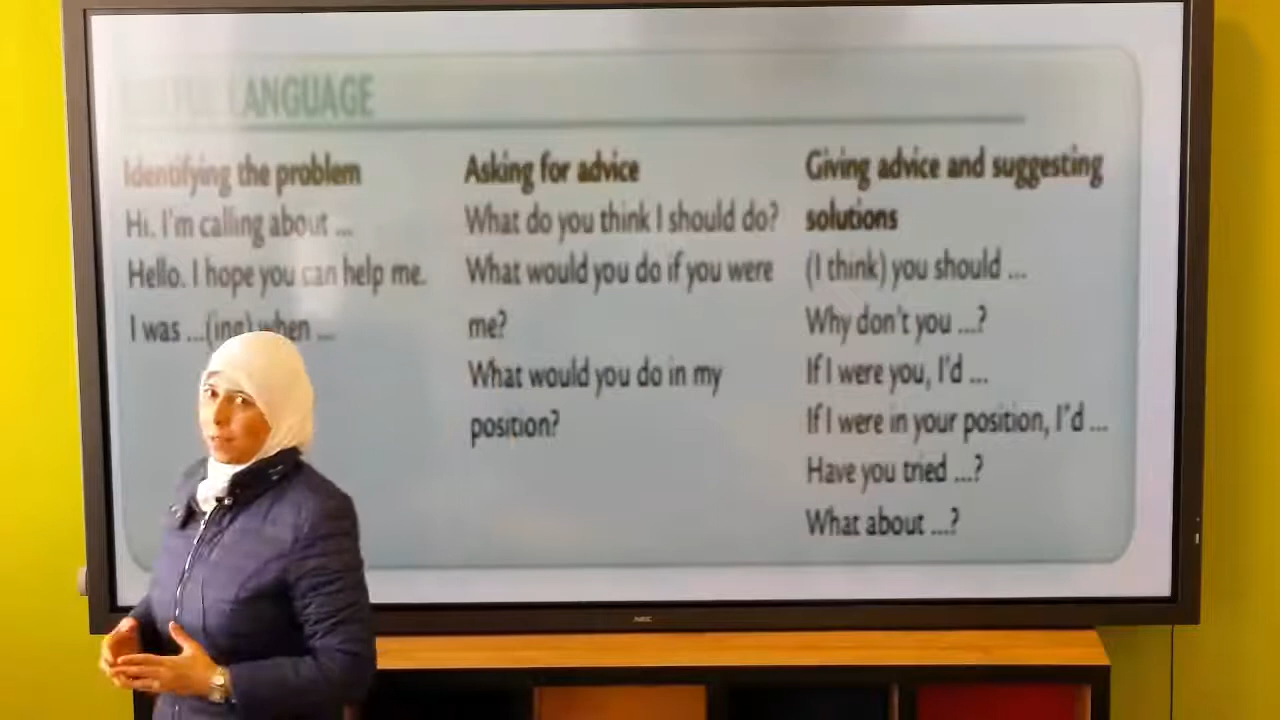 LANGUAGE
Identifying the problem
Hi. I'm calling about ...
Hello. I hope you can help me.
I was ...(ing) when ...
Asking for advice
What do you think I should do?
What would you do if you were
me?
What would you do in my
position?
Giving advice and suggesting
solutions
(I think) you should ...
Why don't you ...?
If I were you, I'd ...
If I were in your position, I'd ...
Have you tried ...?
What about ...?
NEC